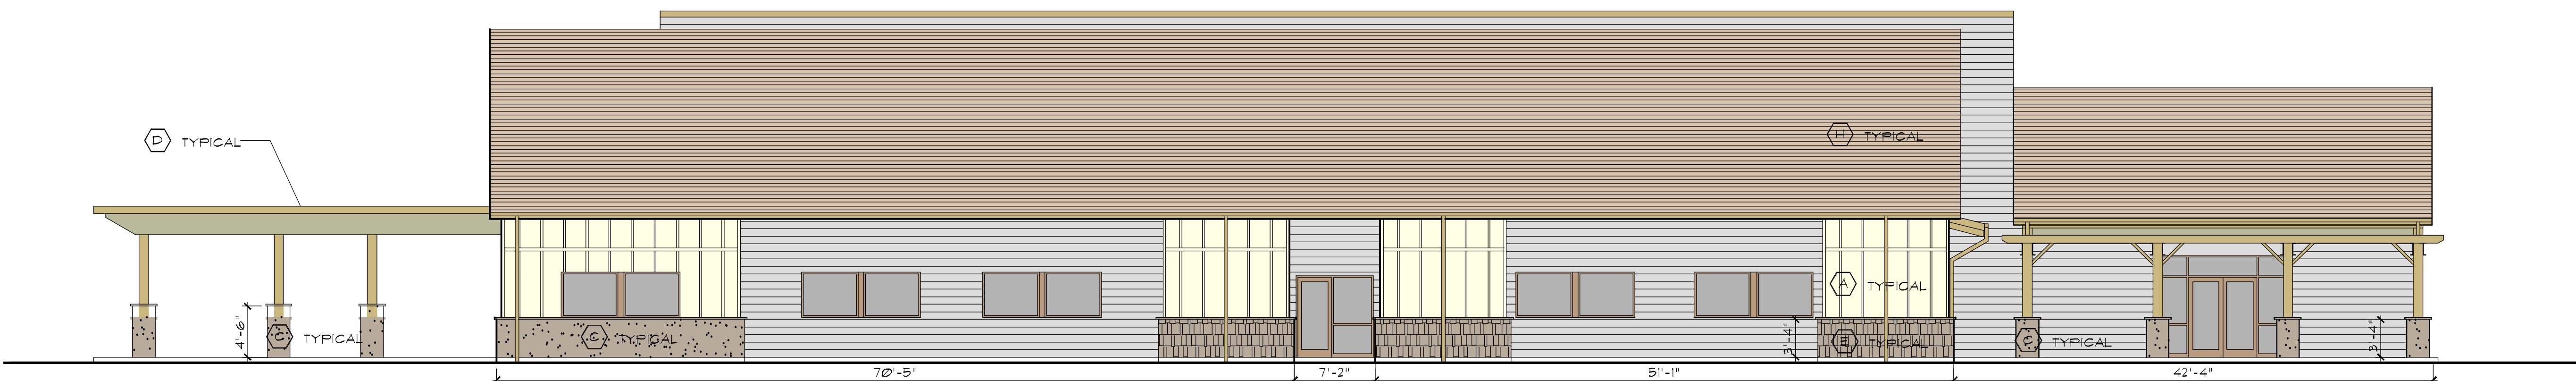 D TYPICAL
H TYPICAL
A TYPICAL
4'-6"
C TYPICAL
C TYPICAL
3'-4"
E TYPICAL
C TYPICAL
3'-4"
70'-5"
7'-2"
51'-1"
42'-4"